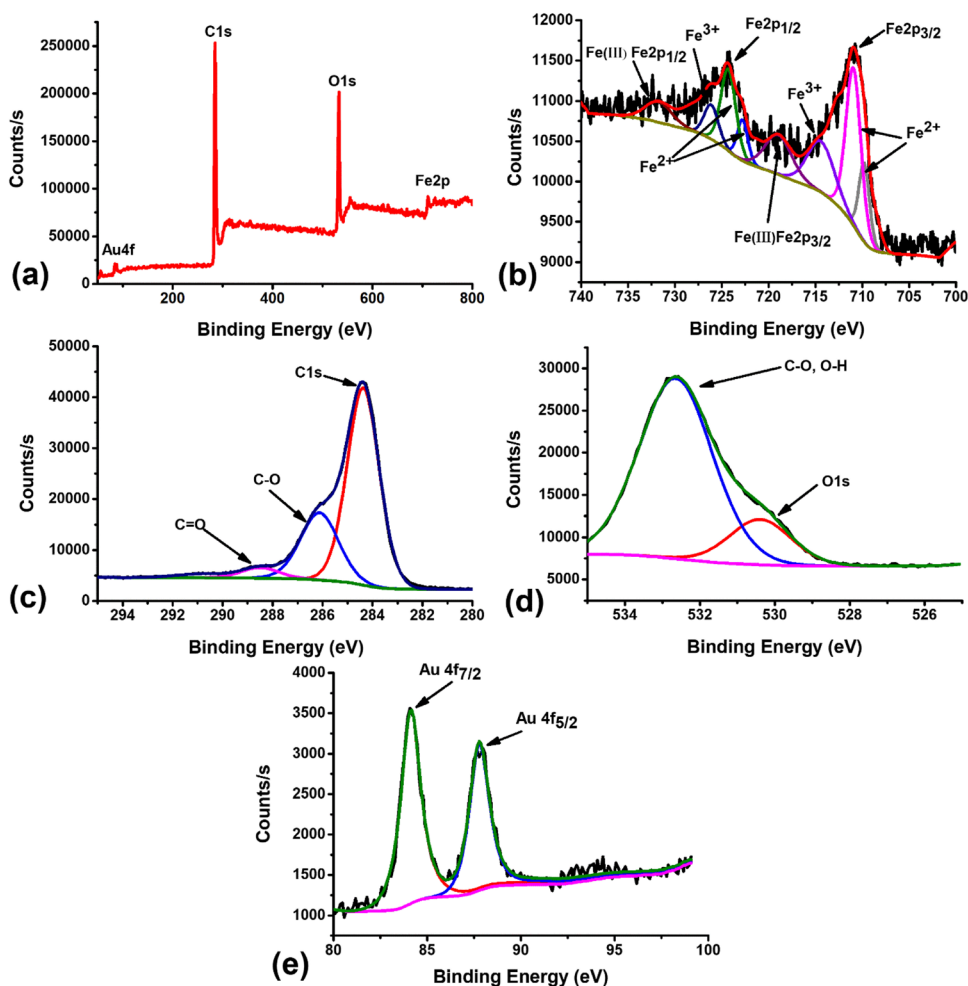 C1s
O1s
Fe2p
Au4f
300000
250000
200000
150000
100000
50000
0
200 400 600 800
Counts/s
Binding Energy (eV)
(a)
Fe(III) Fe2p1/2
Fe3+
Fe2p1/2
Fe2p3/2
Fe3+
Fe2+
Fe2+
Fe(III)Fe2p3/2
12000
11500
11000
10500
10000
9500
9000
740 735 730 725 720 715 710 705 700
Counts/s
Binding Energy (eV)
(b)
C1s
C-O
C=O
50000
40000
30000
20000
10000
0
294 292 290 288 286 284 282 280
Counts/s
Binding Energy (eV)
(c)
C-O, O-H
O1s
30000
25000
20000
15000
10000
5000
534 532 530 528 526
Counts/s
Binding Energy (eV)
(d)
Au 4f7/2
Au 4f5/2
4000
3500
3000
2500
2000
1500
1000
80 85 90 95 100
Counts/s
Binding Energy (eV)
(e)